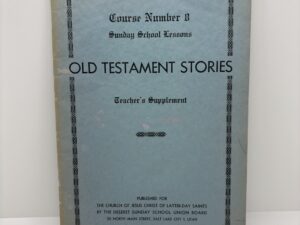 Course Number 8
Sunday School Lessons
OLD TESTAMENT STORIES
Teacher's Supplement
PUBLISHED FOR
THE CHURCH OF JESUS CHRIST OF LATTER-DAY SAINTS
BY THE DESERET SUNDAY SCHOOL UNION BOARD
50 NORTH MAIN STREET, SALT LAKE CITY 1, UTAH